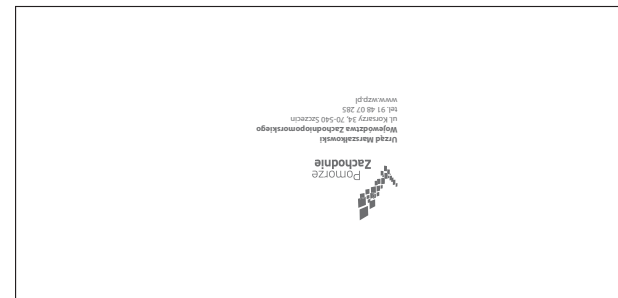 Pomorze
Zachodnie
Urząd Marszałkowski
Województwa Zachodniopomorskiego
ul. Korsarzy 34, 70-540 Szczecin
tel. 91 48 07 285
www.wzp.pl